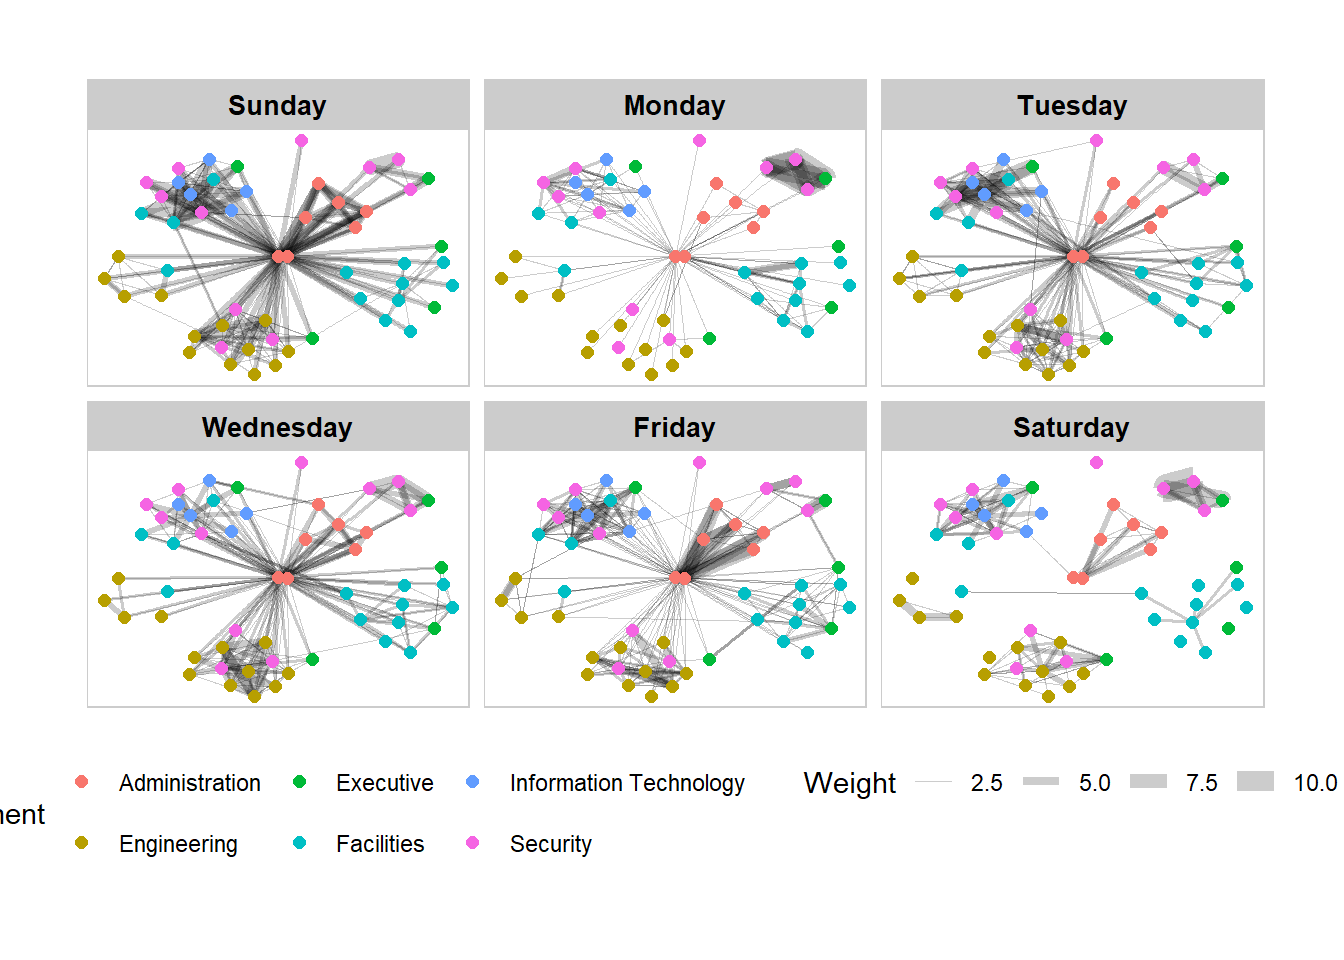 Sunday
Monday
Tuesday
Wednesday
Friday
Saturday
Administration Executive Information Technology Weight 2.5 5.0 7.5 10.0
Engineering Facilities Security